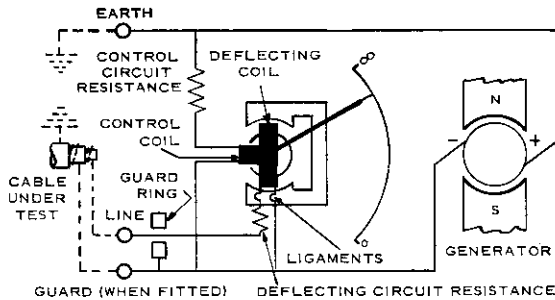 EARTH
CONTROL
CIRCUIT
RESISTANCE
DEFLECTING
COIL
∞
N
CONTROL
COIL
- +
CABLE
UNDER
TEST
GUARD
RING
LINE
S
LIGAMENTS
0
GENERATOR
GUARD (WHEN FITTED)
DEFLECTING CIRCUIT RESISTANCE